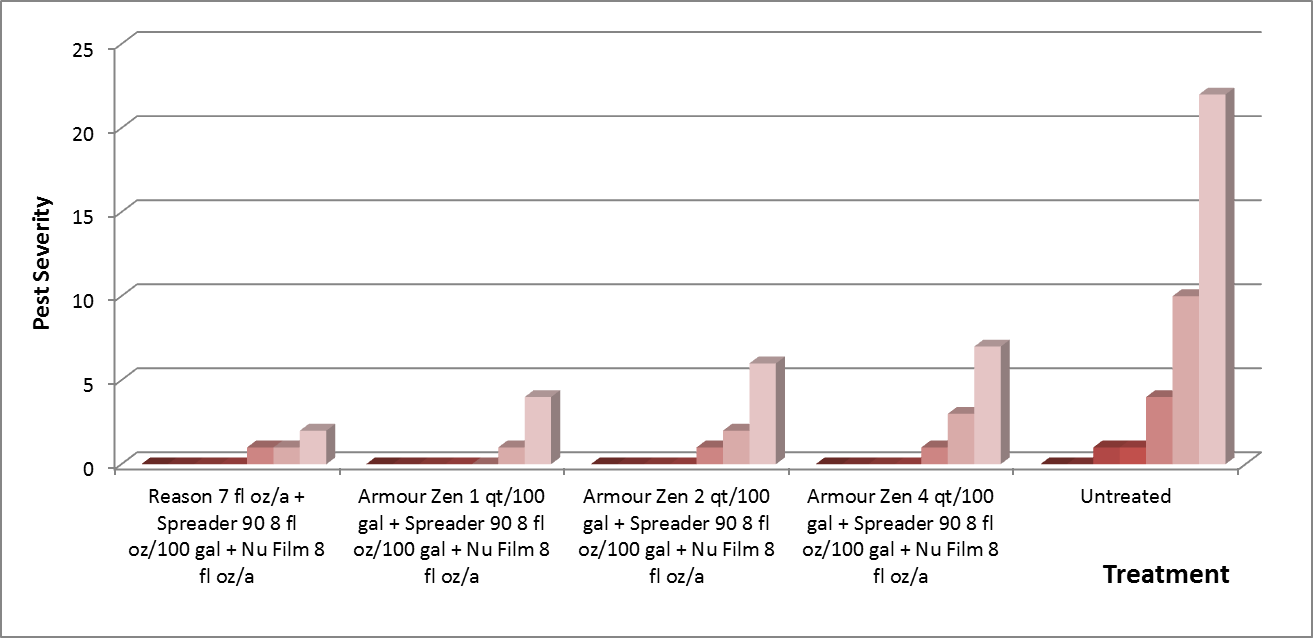 25
20
15
10
5
0
Pest Severity
Reason 7 fl oz/a +
Spreader 90 8 fl
oz/100 gal + Nu Film 8
fl oz/a
Armour Zen 1 qt/100
gal + Spreader 90 8 fl
oz/100 gal + Nu Film 8
fl oz/a
Armour Zen 2 qt/100
gal + Spreader 90 8 fl
oz/100 gal + Nu Film 8
fl oz/a
Armour Zen 4 qt/100
gal + Spreader 90 8 fl
oz/100 gal + Nu Film 8
fl oz/a
Untreated
Treatment